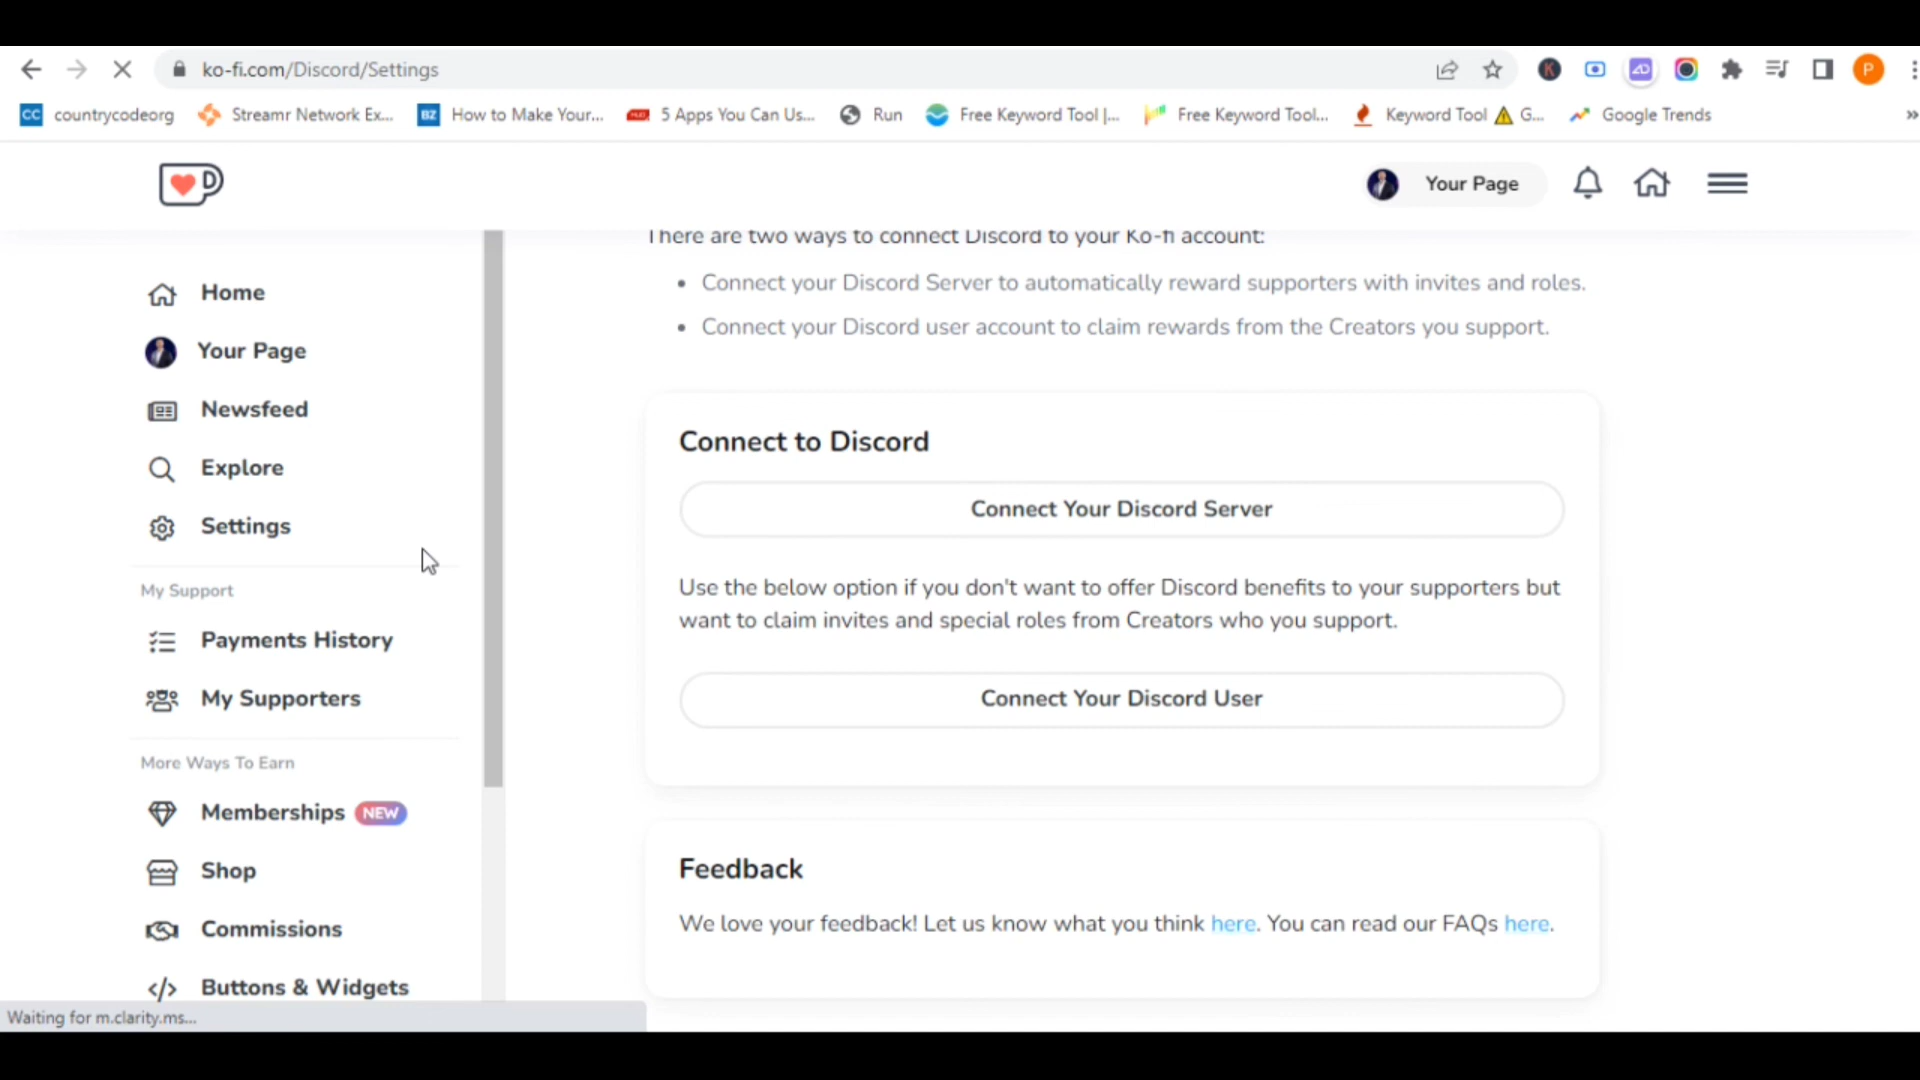 ko-fi.com/Discord/Settings
K
P
CC countrycodeorg
Streamr Network Ex...
BZ How to Make Your...
5 Apps You Can Us...
Run
Free Keyword Tool |...
Free Keyword Tool...
Keyword Tool ⚠ G...
Google Trends
»
Your Page
Home
Your Page
Newsfeed
Explore
Settings
My Support
Payments History
My Supporters
More Ways To Earn
Memberships NEW
Shop
Commissions
</> Buttons & Widgets
There are two ways to connect Discord to your Ko-fi account:
• Connect your Discord Server to automatically reward supporters with invites and roles.
• Connect your Discord user account to claim rewards from the Creators you support.
Connect to Discord
Connect Your Discord Server
Use the below option if you don't want to offer Discord benefits to your supporters but
want to claim invites and special roles from Creators who you support.
Connect Your Discord User
Feedback
We love your feedback! Let us know what you think here. You can read our FAQs here.
Waiting for m.clarity.ms...